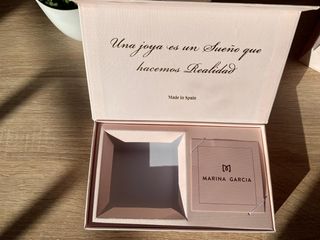 Una joya es un Sueño que
hacemos Realidad
Made in Spain
MARINA GARCIA